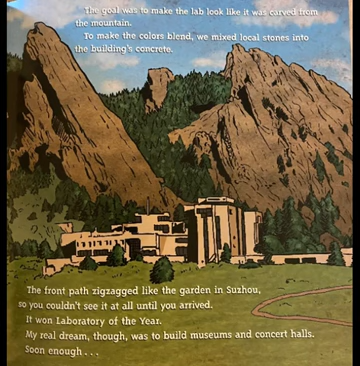 The goal was to make the lab look like it was carved from
the mountain.
To make the colors blend, we mixed local stones into
the building's concrete.
The front path zigzagged like the garden in Suzhou,
so you couldn't see it at all until you arrived.
It won Laboratory of the Year.
My real dream, though, was to build museums and concert halls.
Soon enough . . .